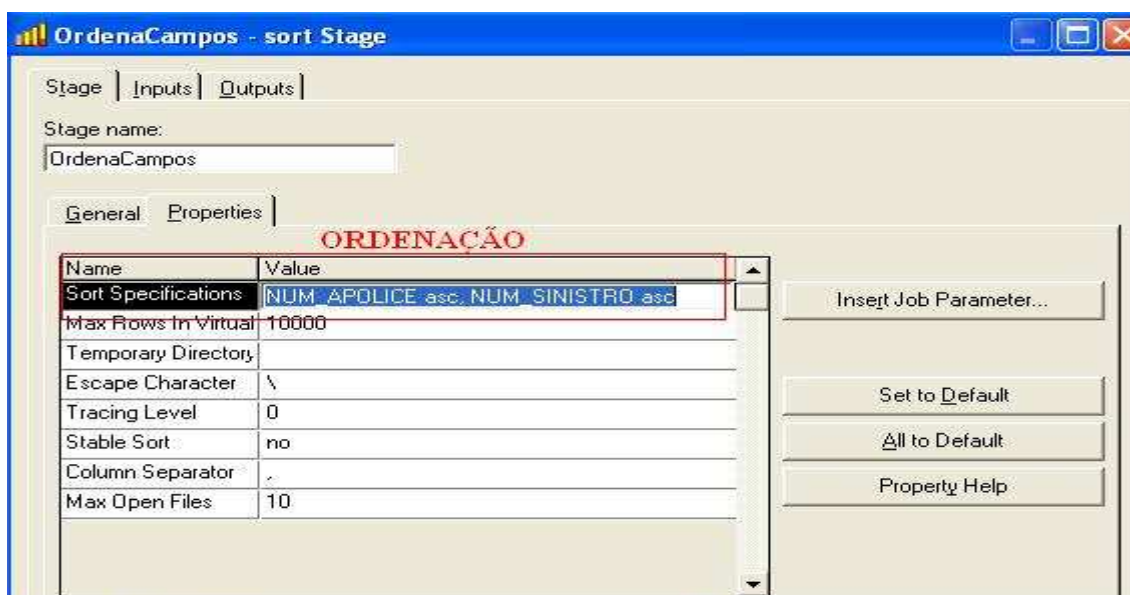 OrdenaCampos - sort Stage
Stage Inputs Outputs
Stage name:
OrdenaCampos
General Properties
ORDENAÇÃO
Name Value
Sort Specifications NUM_APOLICE asc, NUM_SINISTRO asc
Insert Job Parameter...
Max Rows In Virtual 10000
Temporary Directory
Escape Character \
Set to Default
Tracing Level 0
Stable Sort no
All to Default
Column Separator ,
Property Help
Max Open Files 10